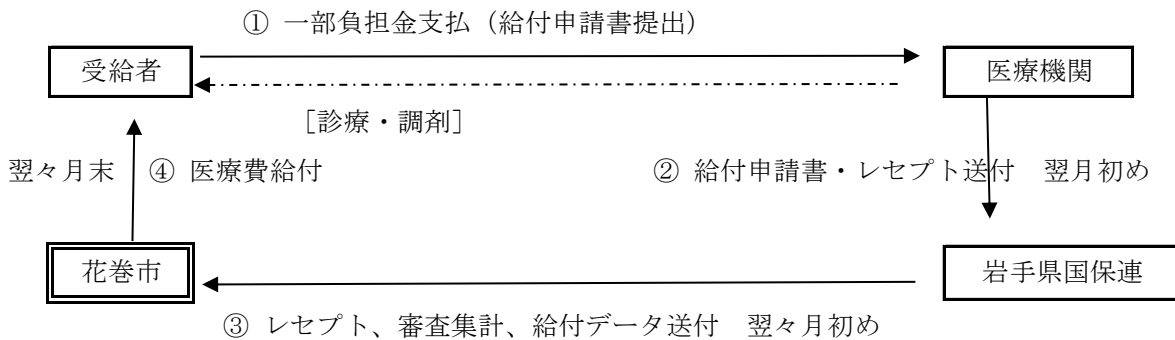 ① 一部負担金支払（給付申請書提出）
受給者
医療機関
［診療・調剤］
翌々月末　④ 医療費給付
② 給付申請書・レセプト送付　翌月初め
花巻市
岩手県国保連
③ レセプト、審査集計、給付データ送付　翌々月初め